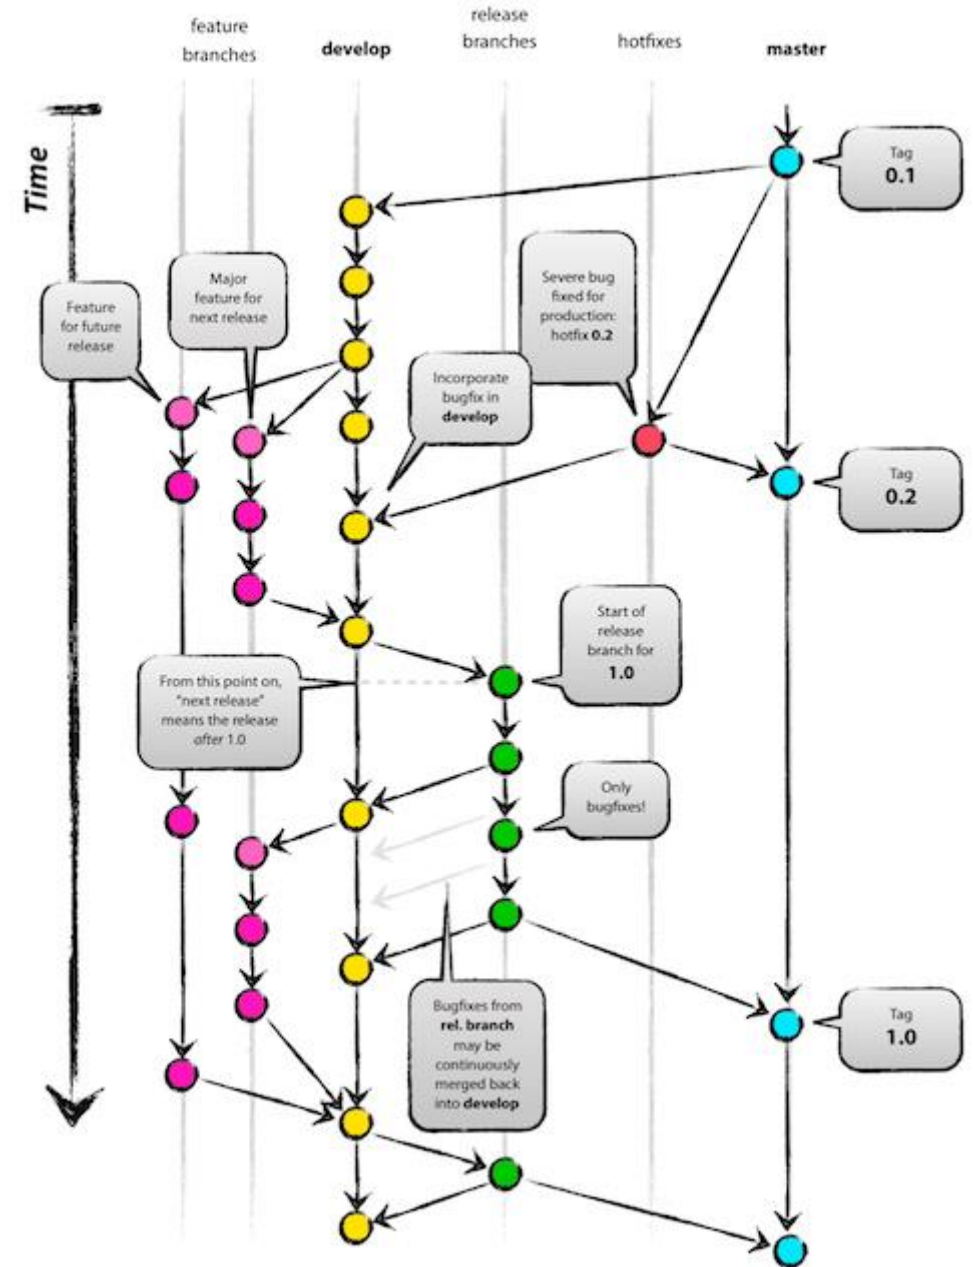 feature
branches
develop
release
branches
hotfixes
master
Time
Tag
0.1
Major
feature for
next release
Feature
for future
release
Severe bug
fixed for
production:
hotfix 0.2
Incorporate
bugfix in
develop
Tag
0.2
Start of
release
branch for
1.0
From this point on,
“next release”
means the release
after 1.0
Only
bugfixes!
Bugfixes from
rel. branch
may be
continuously
merged back
into develop
Tag
1.0